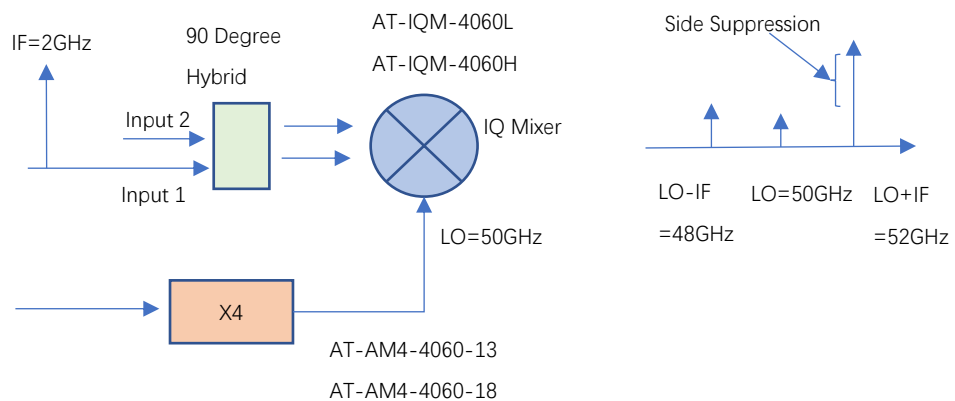 IF=2GHz
90 Degree
Hybrid
Input 2
Input 1
AT-IQM-4060L
AT-IQM-4060H
IQ Mixer
LO=50GHz
X4
AT-AM4-4060-13
AT-AM4-4060-18
Side Suppression
LO-IF
=48GHz
LO=50GHz
LO+IF
=52GHz